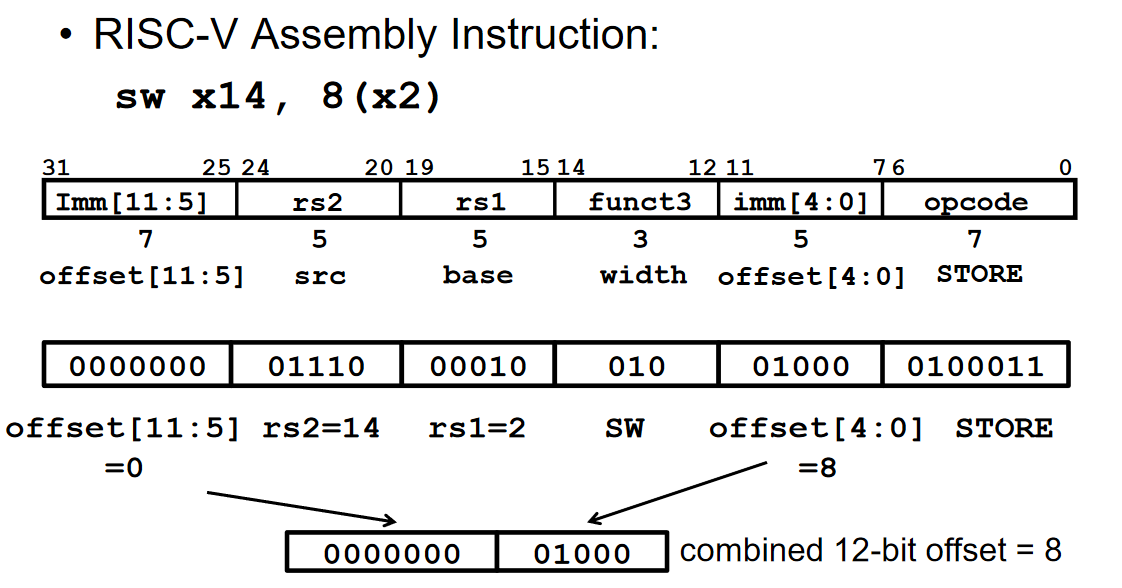 • RISC-V Assembly Instruction:
sw x14, 8(x2)
31 25 24 20 19 15 14 12 11 7 6 0
Imm[11:5] rs2 rs1 funct3 imm[4:0] opcode
7 5 5 3 5 7
offset[11:5] src base width offset[4:0] STORE
0000000 01110 00010 010 01000 0100011
offset[11:5] rs2=14 rs1=2 SW offset[4:0] STORE
=0 =8
0000000 01000 combined 12-bit offset = 8